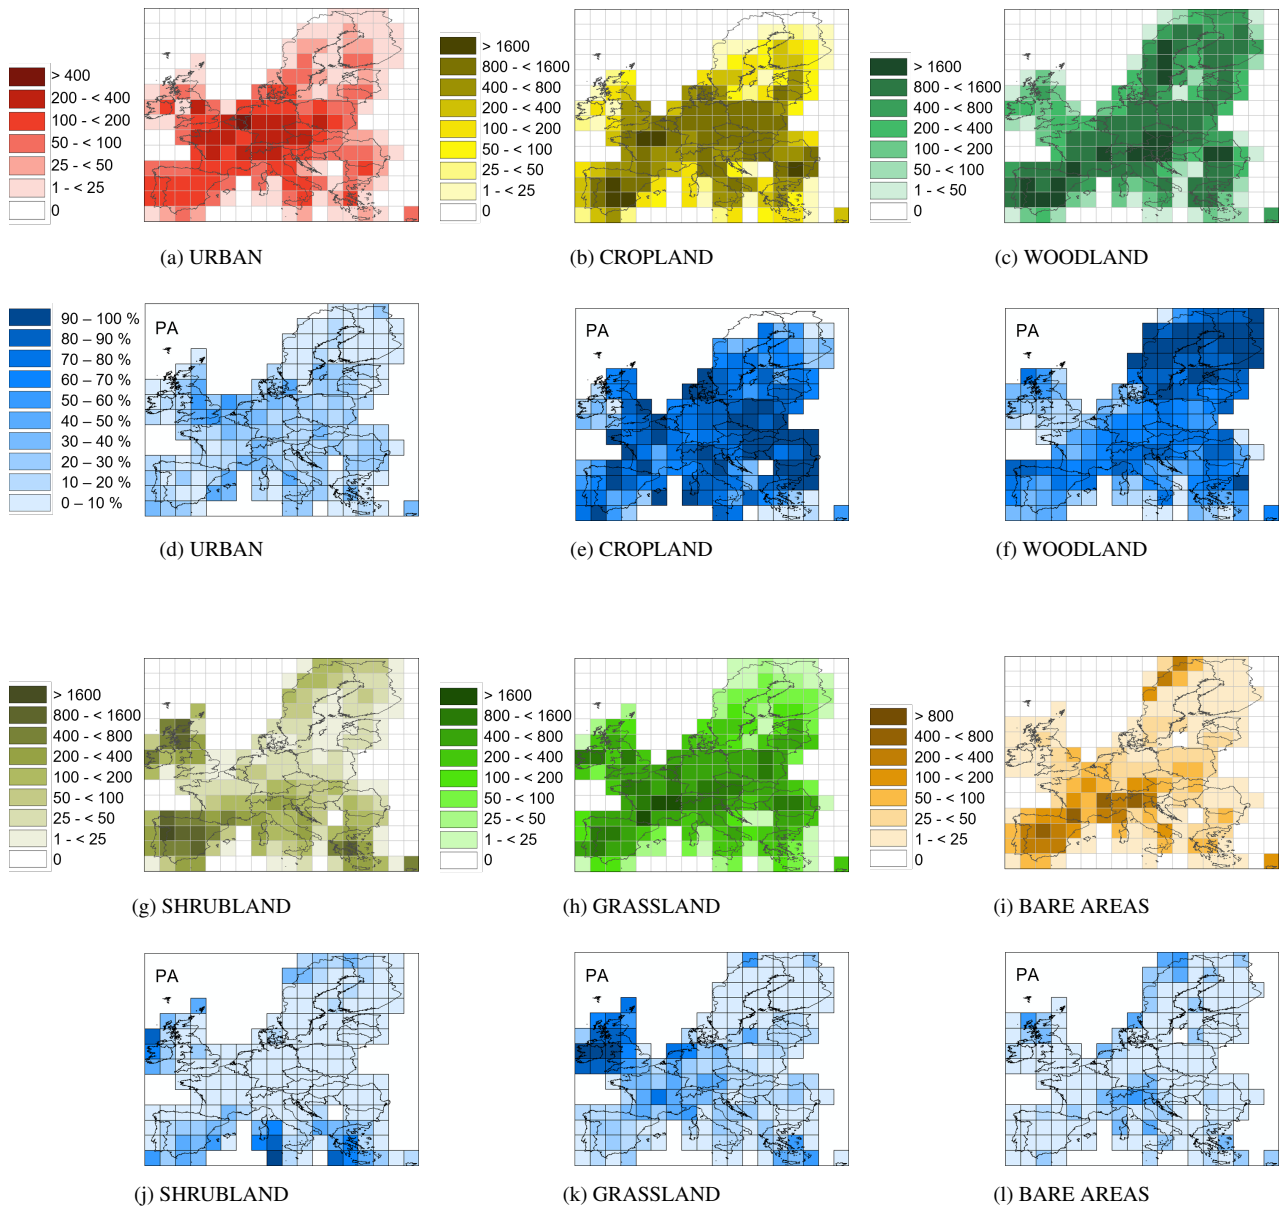 > 400
200 - < 400
100 - < 200
50 - < 100
25 - < 50
1 - < 25
0
> 1600
800 - < 1600
400 - < 800
200 - < 400
100 - < 200
50 - < 100
25 - < 50
1 - < 25
0
> 1600
800 - < 1600
400 - < 800
200 - < 400
100 - < 200
50 - < 100
1 - < 50
0
(a) URBAN
(b) CROPLAND
(c) WOODLAND
90 – 100 %
80 – 90 %
70 – 80 %
60 – 70 %
50 – 60 %
40 – 50 %
30 – 40 %
20 – 30 %
10 – 20 %
0 – 10 %
PA
PA
PA
(d) URBAN
(e) CROPLAND
(f) WOODLAND
> 1600
800 - < 1600
400 - < 800
200 - < 400
100 - < 200
50 - < 100
25 - < 50
1 - < 25
0
> 1600
800 - < 1600
400 - < 800
200 - < 400
100 - < 200
50 - < 100
25 - < 50
1 - < 25
0
> 800
400 - < 800
200 - < 400
100 - < 200
50 - < 100
25 - < 50
1 - < 25
0
(g) SHRUBLAND
(h) GRASSLAND
(i) BARE AREAS
PA
PA
PA
(j) SHRUBLAND
(k) GRASSLAND
(l) BARE AREAS